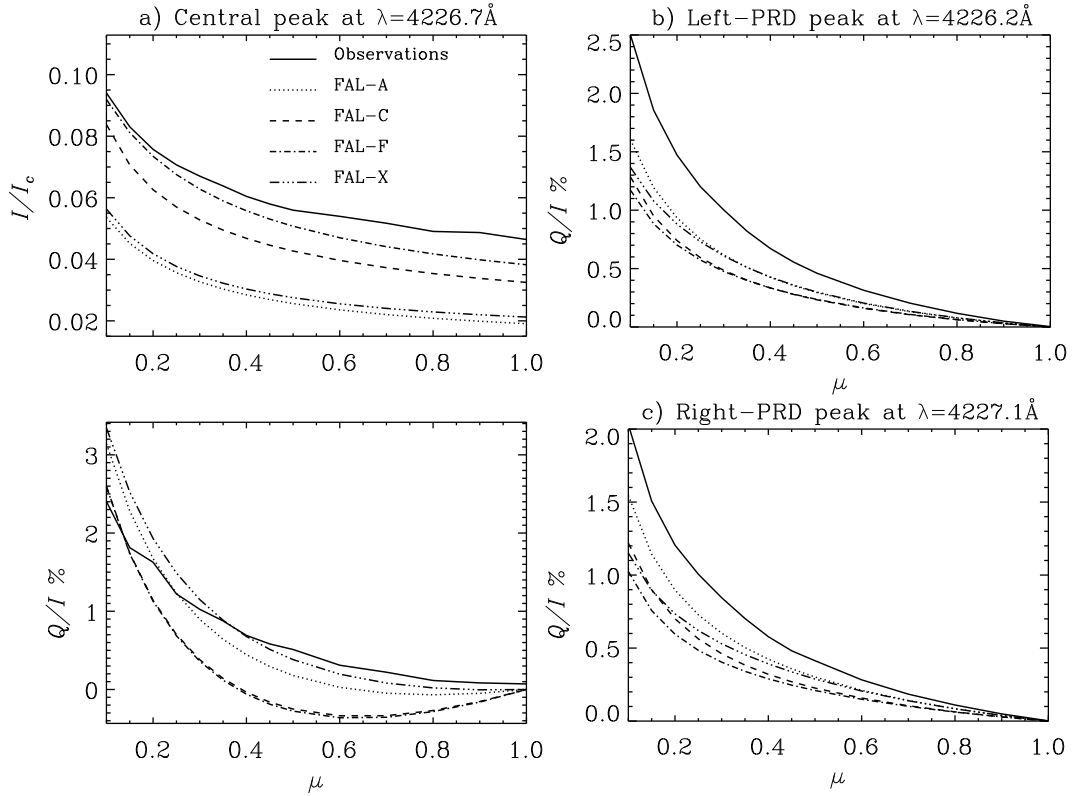 a) Central peak at λ=4226.7Å
Observations
FAL-A
FAL-C
FAL-F
FAL-X
I/I_c
0.10
0.08
0.06
0.04
0.02
0.2 0.4 0.6 0.8 1.0
b) Left-PRD peak at λ=4226.2Å
Q/I %
2.5
2.0
1.5
1.0
0.5
0.0
0.2 0.4 0.6 0.8 1.0
μ
Q/I %
3
2
1
0
0.2 0.4 0.6 0.8 1.0
μ
c) Right-PRD peak at λ=4227.1Å
Q/I %
2.0
1.5
1.0
0.5
0.0
0.2 0.4 0.6 0.8 1.0
μ